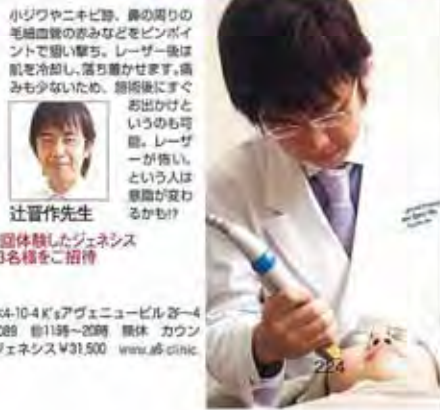 小ジワやニキビ跡、鼻の周りの
毛細血管の赤みなどをピンポイ
ントで狙い撃ち。レーザー後は
肌を冷却し、落ち着かせます。痛
みも少ないため、施術後にすぐ
お出かけと
いうのも可
能。レーザ
ーが怖い。
という人は
意識が変わ
るかも!?
辻晋作先生
回体験したジェネシス
3名様をご招待
4-10-4 K'sアヴェニュービル 2F〜4
089 11時〜20時 無休 カウン
ジェネシス¥31,500 www.a6-clinic.
224